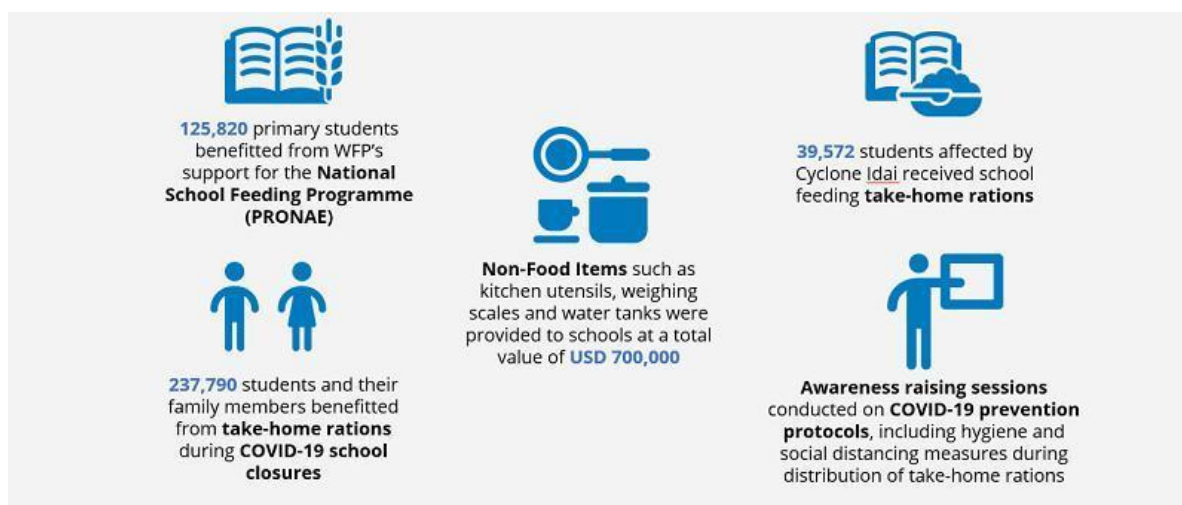 125,820 primary students
benefitted from WFP's
support for the National
School Feeding Programme
(PRONAE)
237,790 students and their
family members benefitted
from take-home rations
during COVID-19 school
closures
Non-Food Items such as
kitchen utensils, weighing
scales and water tanks were
provided to schools at a total
value of USD 700,000
39,572 students affected by
Cyclone Idai received school
feeding take-home rations
Awareness raising sessions
conducted on COVID-19 prevention
protocols, including hygiene and
social distancing measures during
distribution of take-home rations